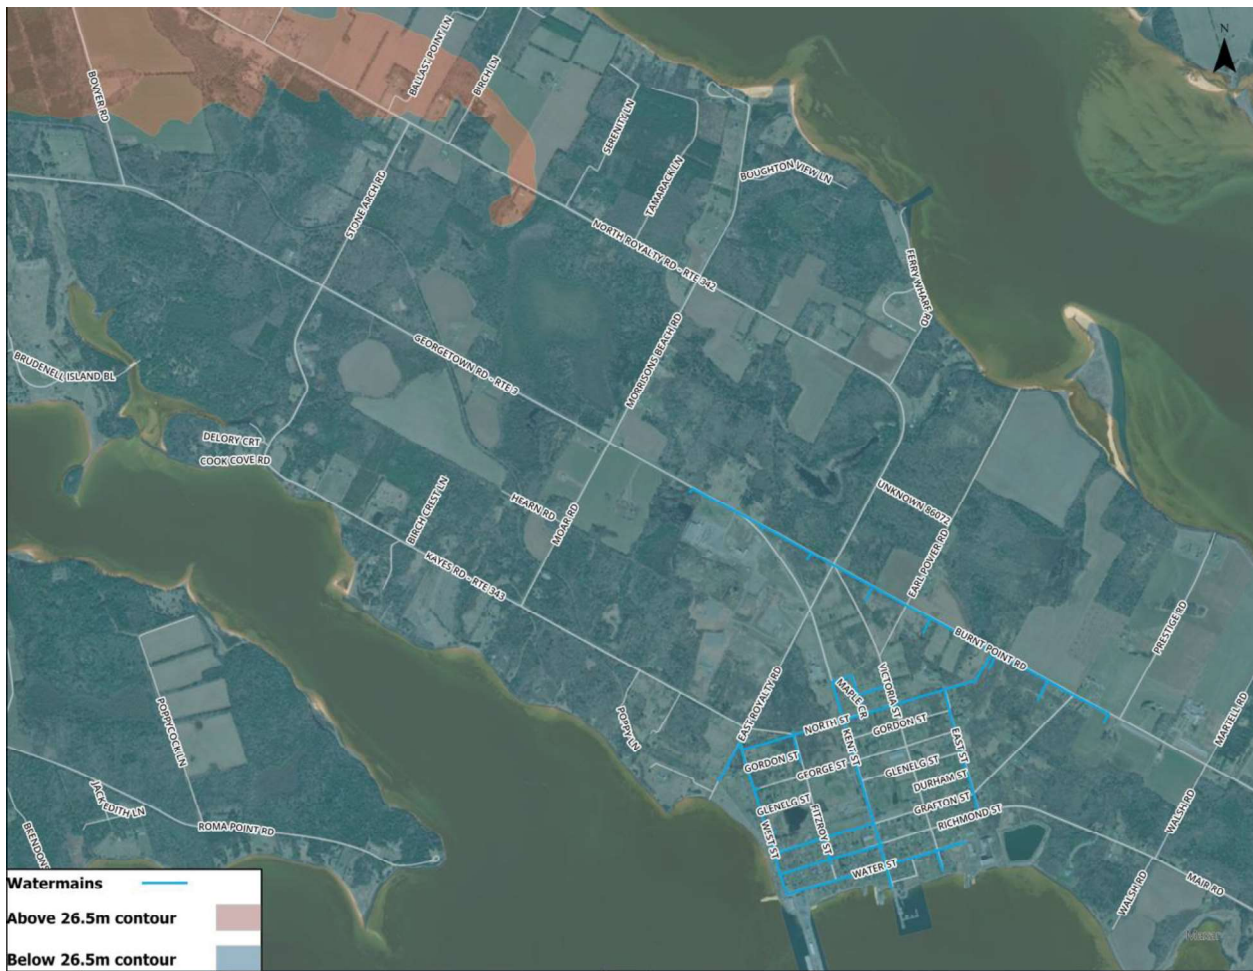 N
BALLAST POINT LN
BIRCH LN
BOVYER RD
SERENITY LN
TAMARACK LN
BOUGHTON VIEW LN
STONE ARCH RD
NORTH ROYALTY RD - RTE 342
FERRY WHARF RD
MORRISONS BEACH RD
GEORGETOWN RD - RTE 3
BRUDENELL ISLAND BL
DELORY CRT
COOK COVE RD
BIRCH CREST LN
HEARN RD
MOAR RD
UNKNOWN 86072
EARL POVIER RD
KAYES RD - RTE 343
BURNT POINT RD
PRESTIGE RD
EAST ROYALTY RD
MAPLE CR
VICTORIA ST
MARTELL RD
POPPYCOCK LN
POPPY LN
NORTH ST
GORDON ST
KENT ST
EAST ST
GORDON ST
GEORGE ST
GLENELG ST
DURHAM ST
JACK EDITH LN
GLENELG ST
FITZROY ST
GRAFTON ST
RICHMOND ST
WALSH RD
ROMA POINT RD
WEST ST
WATER ST
WALSH RD
MAIR RD
Watermains
Above 26.5m contour
Below 26.5m contour